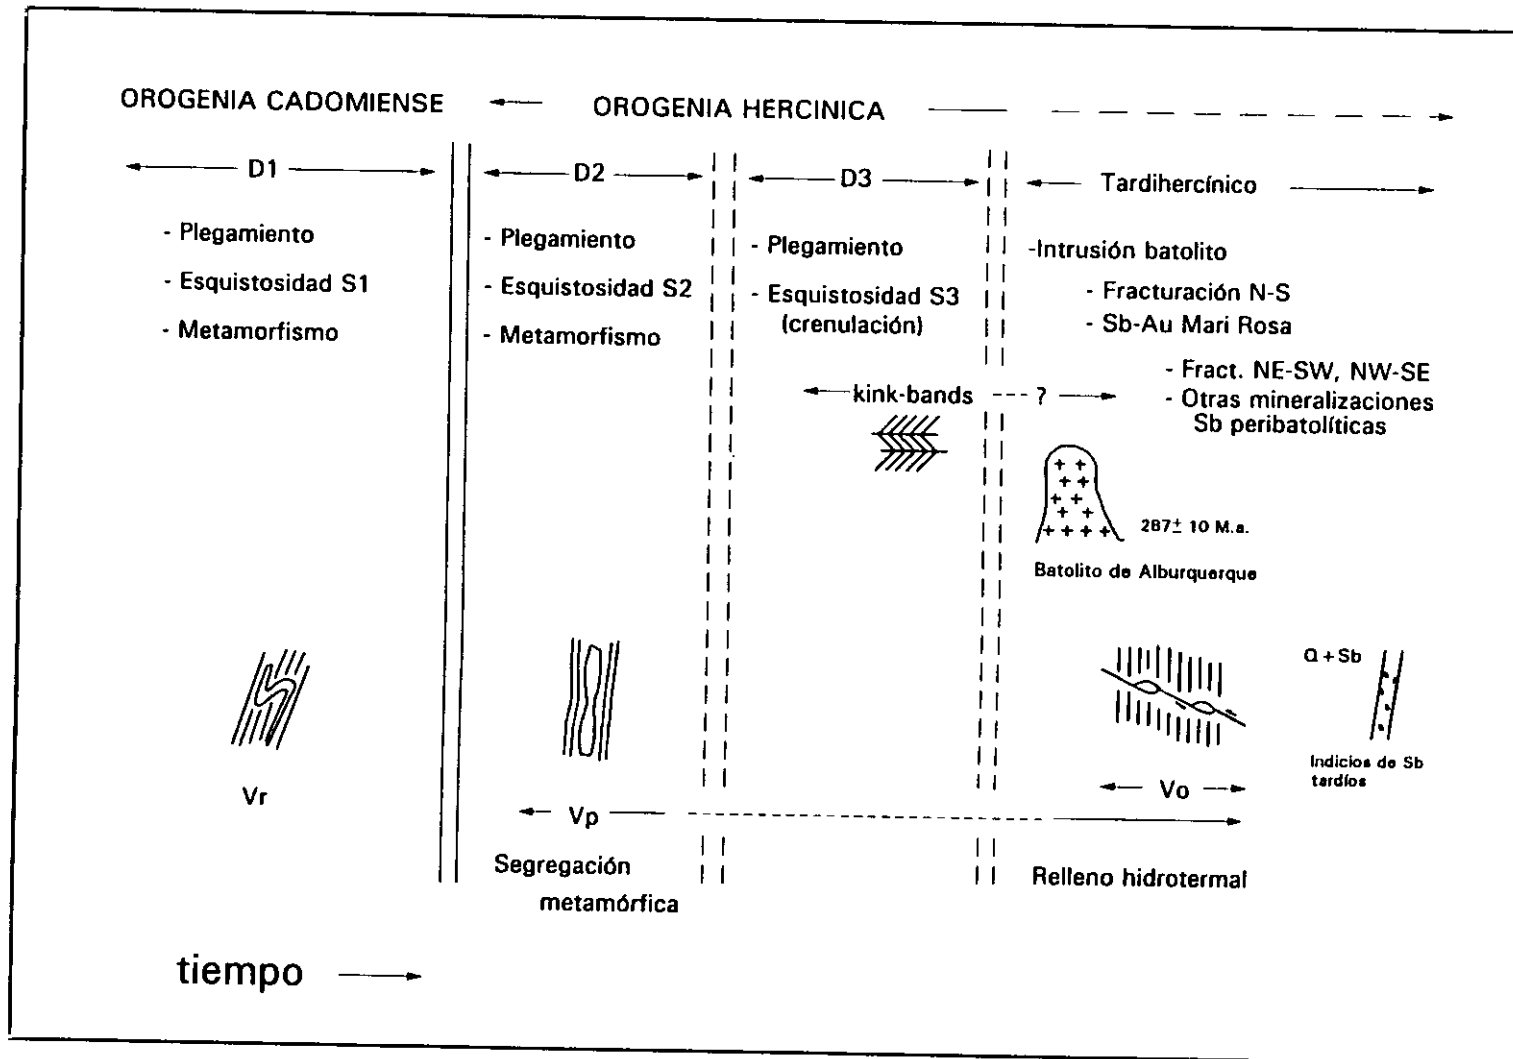 OROGENIA CADOMIENSE
OROGENIA HERCINICA
D1
D2
D3
Tardihercínico
- Plegamiento
- Esquistosidad S1
- Metamorfismo
- Plegamiento
- Esquistosidad S2
- Metamorfismo
- Plegamiento
- Esquistosidad S3
(crenulación)
-Intrusión batolito
- Fracturación N-S
- Sb-Au Mari Rosa
- Fract. NE-SW, NW-SE
- Otras mineralizaciones
Sb peribatolíticas
kink-bands --- ?
287± 10 M.a.
Batolito de Alburquerque
Q + Sb
Indicios de Sb
tardíos
Vr
Vp
Vo
Segregación
metamórfica
Relleno hidrotermal
tiempo